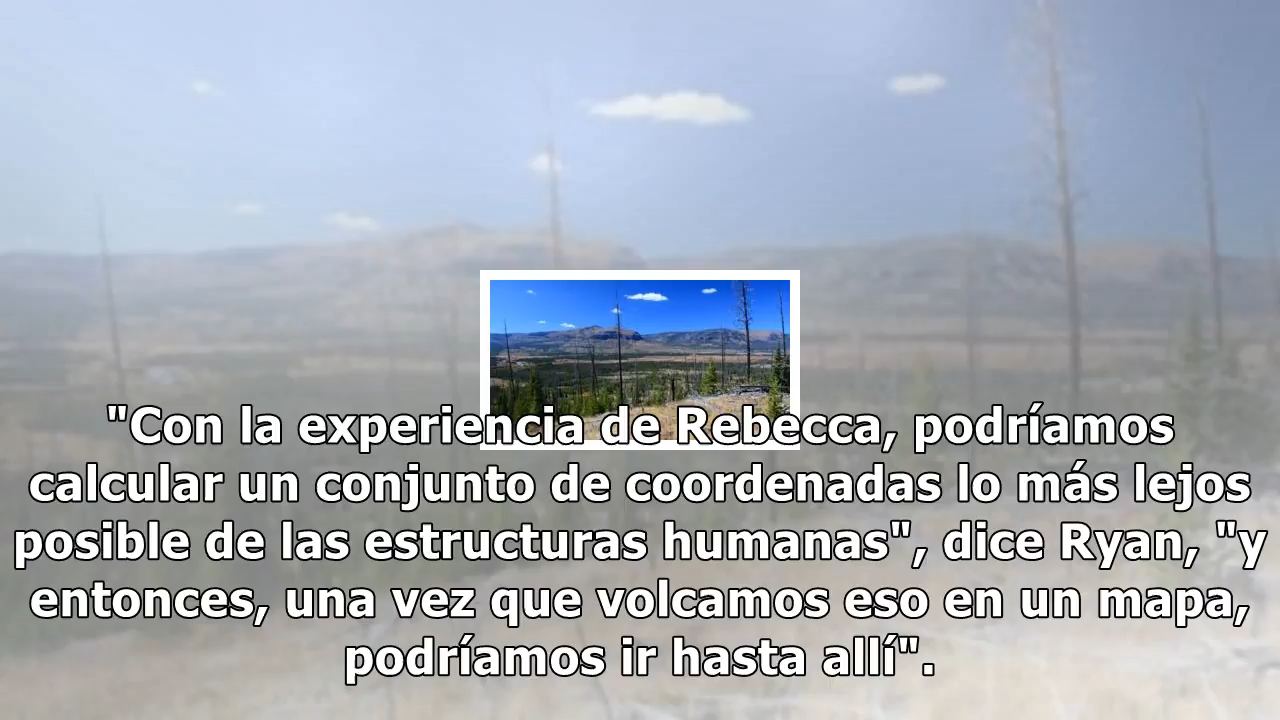 "Con la experiencia de Rebecca, podríamos
calcular un conjunto de coordenadas lo más lejos
posible de las estructuras humanas", dice Ryan, "y
entonces, una vez que volcamos eso en un mapa,
podríamos ir hasta allí".